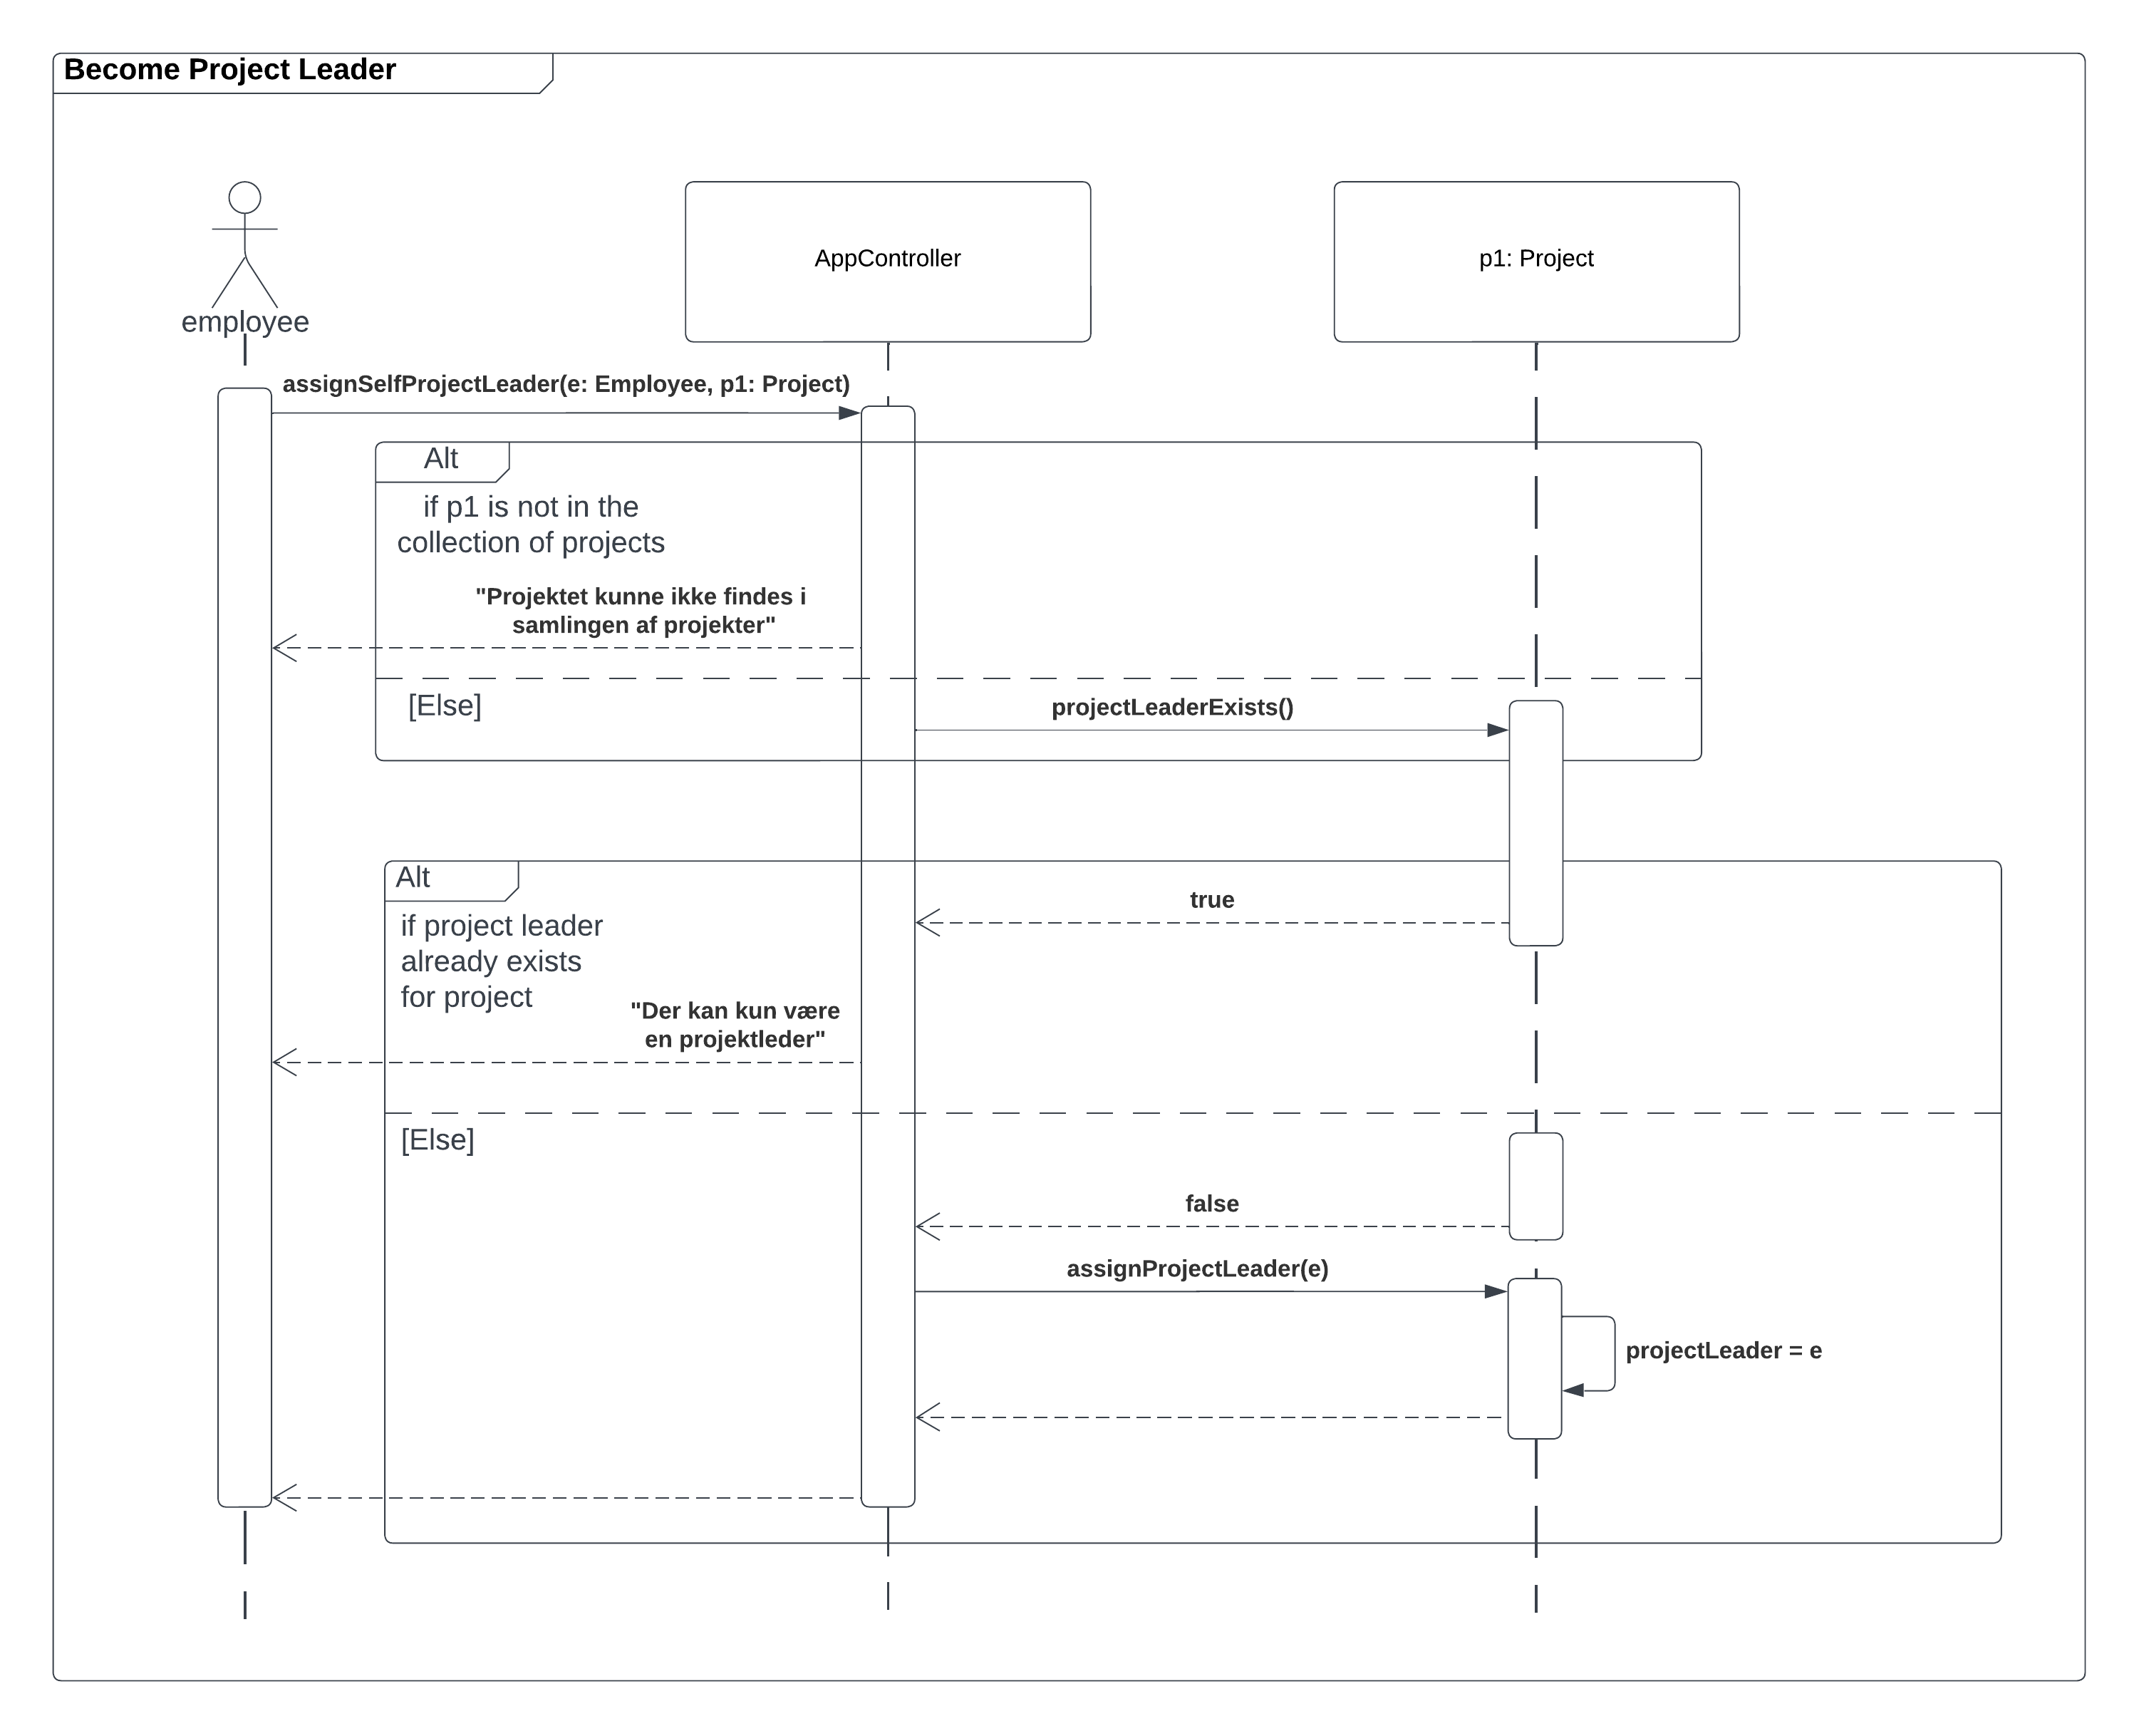 Become Project Leader
employee
AppController
p1: Project
assignSelfProjectLeader(e: Employee, p1: Project)
Alt
if p1 is not in the
collection of projects
"Projektet kunne ikke findes i
samlingen af projekter"
[Else]
projectLeaderExists()
Alt
true
if project leader
already exists
for project
"Der kan kun være
en projektleder"
[Else]
false
assignProjectLeader(e)
projectLeader = e